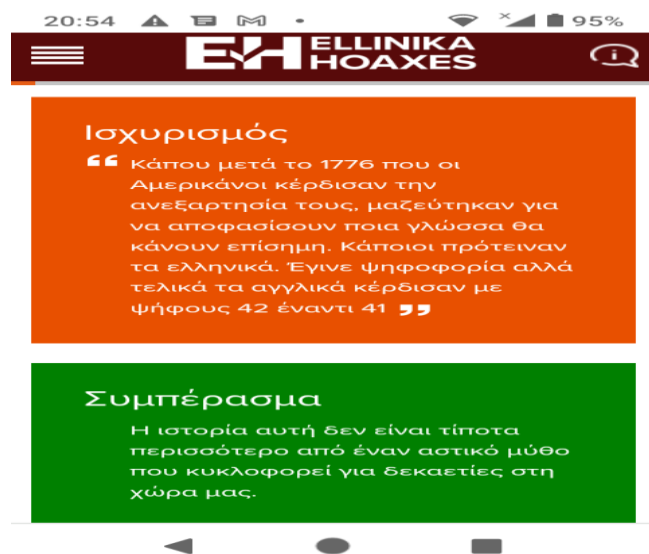 20:54
95%
EH ELLINIKA
HOAXES
Ισχυρισμός
❝ Κάπου μετά το 1776 που οι
Αμερικάνοι κέρδισαν την
ανεξαρτησία τους, μαζεύτηκαν για
να αποφασίσουν ποια γλώσσα θα
κάνουν επίσημη. Κάποιοι πρότειναν
τα ελληνικά. Έγινε ψηφοφορία αλλά
τελικά τα αγγλικά κέρδισαν με
ψήφους 42 έναντι 41 ❞
Συμπέρασμα
Η ιστορία αυτή δεν είναι τίποτα
περισσότερο από έναν αστικό μύθο
που κυκλοφορεί για δεκαετίες στη
χώρα μας.